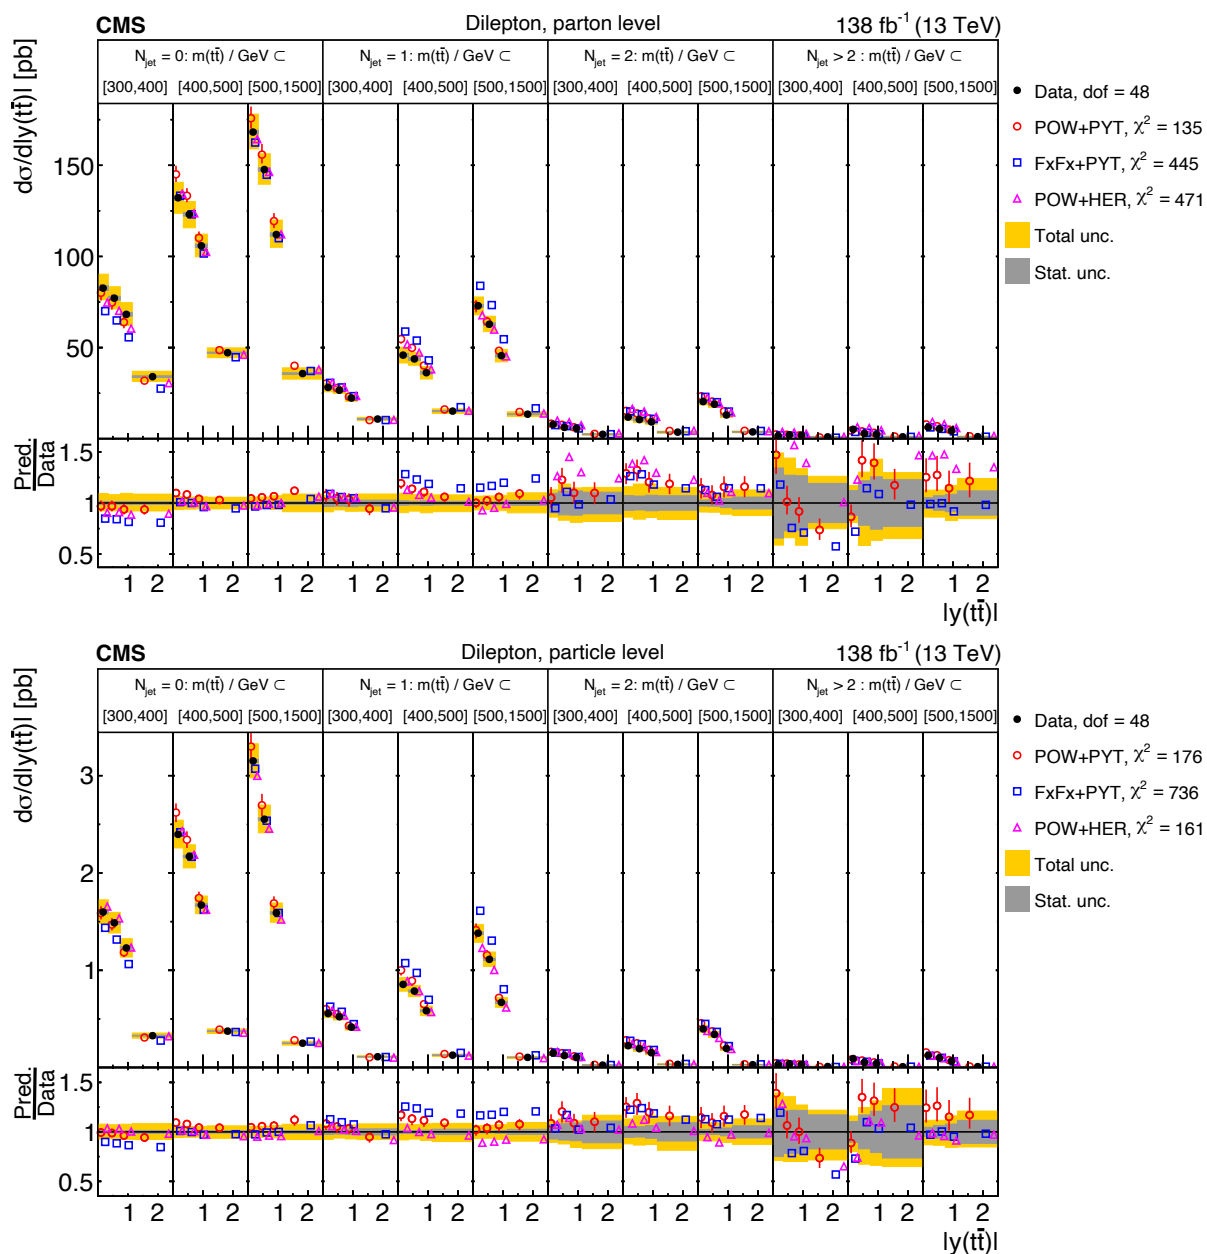 CMS Dilepton, parton level 138 fb⁻¹ (13 TeV)
N_jet = 0: m(tt̄) / GeV ⊂ N_jet = 1: m(tt̄) / GeV ⊂ N_jet = 2: m(tt̄) / GeV ⊂ N_jet > 2 : m(tt̄) / GeV ⊂
[300,400] [400,500] [500,1500] [300,400] [400,500] [500,1500] [300,400] [400,500] [500,1500] [300,400] [400,500] [500,1500]
dσ/d|y(tt̄)| [pb]
150
100
50
Data, dof = 48
POW+PYT, χ² = 135
FxFx+PYT, χ² = 445
POW+HER, χ² = 471
Total unc.
Stat. unc.
Pred
Data
1.5
1
0.5
1 2 1 2 1 2 1 2 1 2 1 2 1 2 1 2 1 2 1 2 1 2 1 2
|y(tt̄)|
CMS Dilepton, particle level 138 fb⁻¹ (13 TeV)
N_jet = 0: m(tt̄) / GeV ⊂ N_jet = 1: m(tt̄) / GeV ⊂ N_jet = 2: m(tt̄) / GeV ⊂ N_jet > 2 : m(tt̄) / GeV ⊂
[300,400] [400,500] [500,1500] [300,400] [400,500] [500,1500] [300,400] [400,500] [500,1500] [300,400] [400,500] [500,1500]
dσ/d|y(tt̄)| [pb]
3
2
1
Data, dof = 48
POW+PYT, χ² = 176
FxFx+PYT, χ² = 736
POW+HER, χ² = 161
Total unc.
Stat. unc.
Pred
Data
1.5
1
0.5
1 2 1 2 1 2 1 2 1 2 1 2 1 2 1 2 1 2 1 2 1 2 1 2
|y(tt̄)|